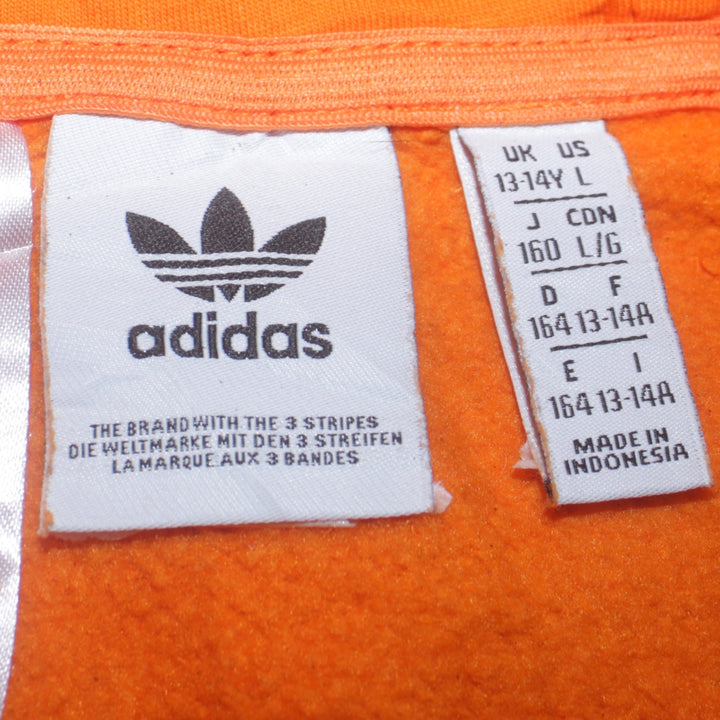 adidas
THE BRAND WITH THE 3 STRIPES
DIE WELTMARKE MIT DEN 3 STREIFEN
LA MARQUE AUX 3 BANDES
UK US
13-14Y L
J CDN
160 L/G
D F
164 13-14A
E I
164 13-14A
MADE IN
INDONESIA